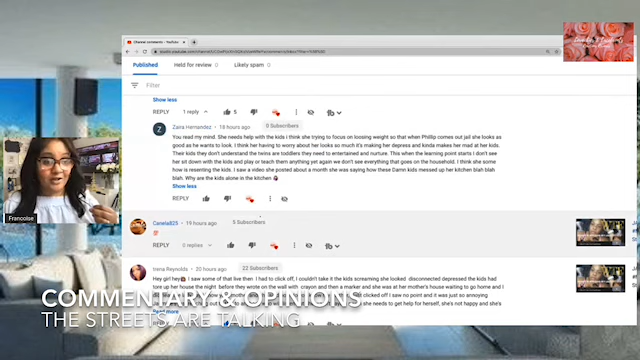 Channel comments - YouTube
Published
Held for review 0
Likely spam 0
Filter
Show less
REPLY 1 reply 5
Z
Zana Hernandez • 18 hours ago 0 Subscribers
You read my mind. She needs help with the kids i think she trying to focus on loosing weight so that when Phillip comes out jail she looks
as good as he wants to look. I think her having to worry about her looks so much it's making her depress and kinda makes her mad at her kids.
Their kids they don't understand the twins are toddlers they need to entertained and nurture. This when the learning point starts I don't see
her sit down with the kids and play or teach them anything yet again we don't see everything that goes on the household. I think she some
how is resenting the kids. I saw a video she posted about a month she was saying how these Damn kids messed up her kitchen blah blah
blah. Why are the kids alone in the kitchen
Show less
REPLY
Canela825 • 19 hours ago 5 Subscribers
💯
REPLY 0 replies
Irena Reynolds • 20 hours ago 22 Subscribers
Hey girl hey I saw some of that live then I had to click off, I couldn't take it the kids screaming she looked disconnected depressed the kids had
tore up her house the night before they wrote on the wall with crayon and then a marker and she was at her mother's house waiting to go home and I
clicked off I saw no point and it was just so annoying
she needs to get help for herself, she's not happy and she's
Read more
Francoise
COMMENTARY & OPINIONS
THE STREETS ARE TALKING